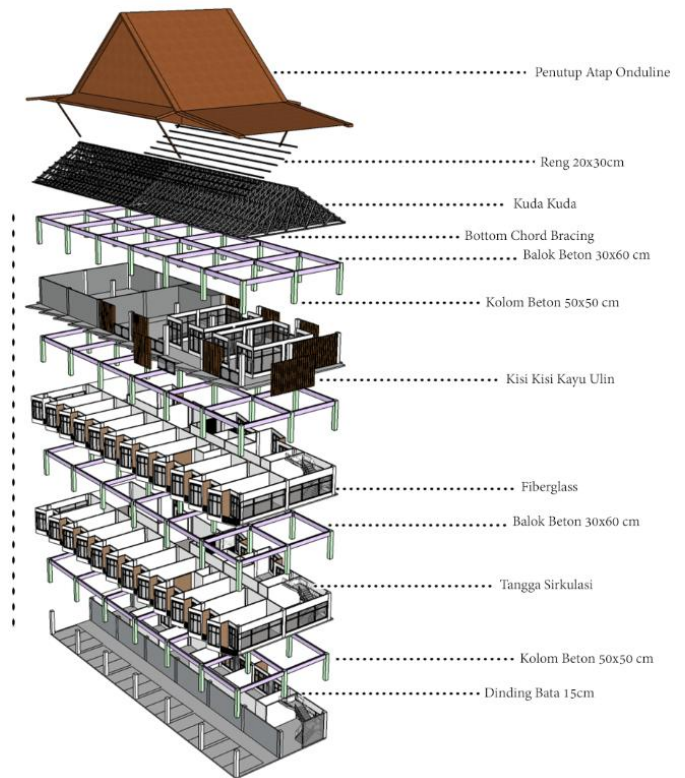 Penutup Atap Onduline
Reng 20x30cm
Kuda Kuda
Bottom Chord Bracing
Balok Beton 30x60 cm
Kolom Beton 50x50 cm
Kisi Kisi Kayu Ulin
Fiberglass
Balok Beton 30x60 cm
Tangga Sirkulasi
Kolom Beton 50x50 cm
Dinding Bata 15cm